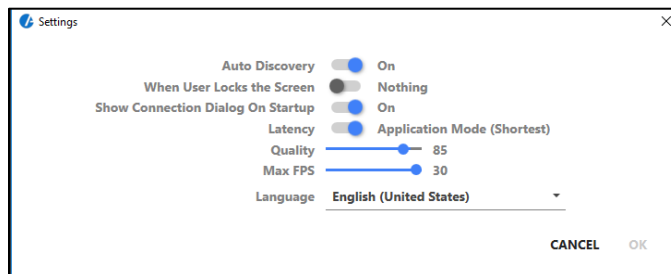 Settings
Auto Discovery On
When User Locks the Screen Nothing
Show Connection Dialog On Startup On
Latency Application Mode (Shortest)
Quality 85
Max FPS 30
Language English (United States)
CANCEL OK